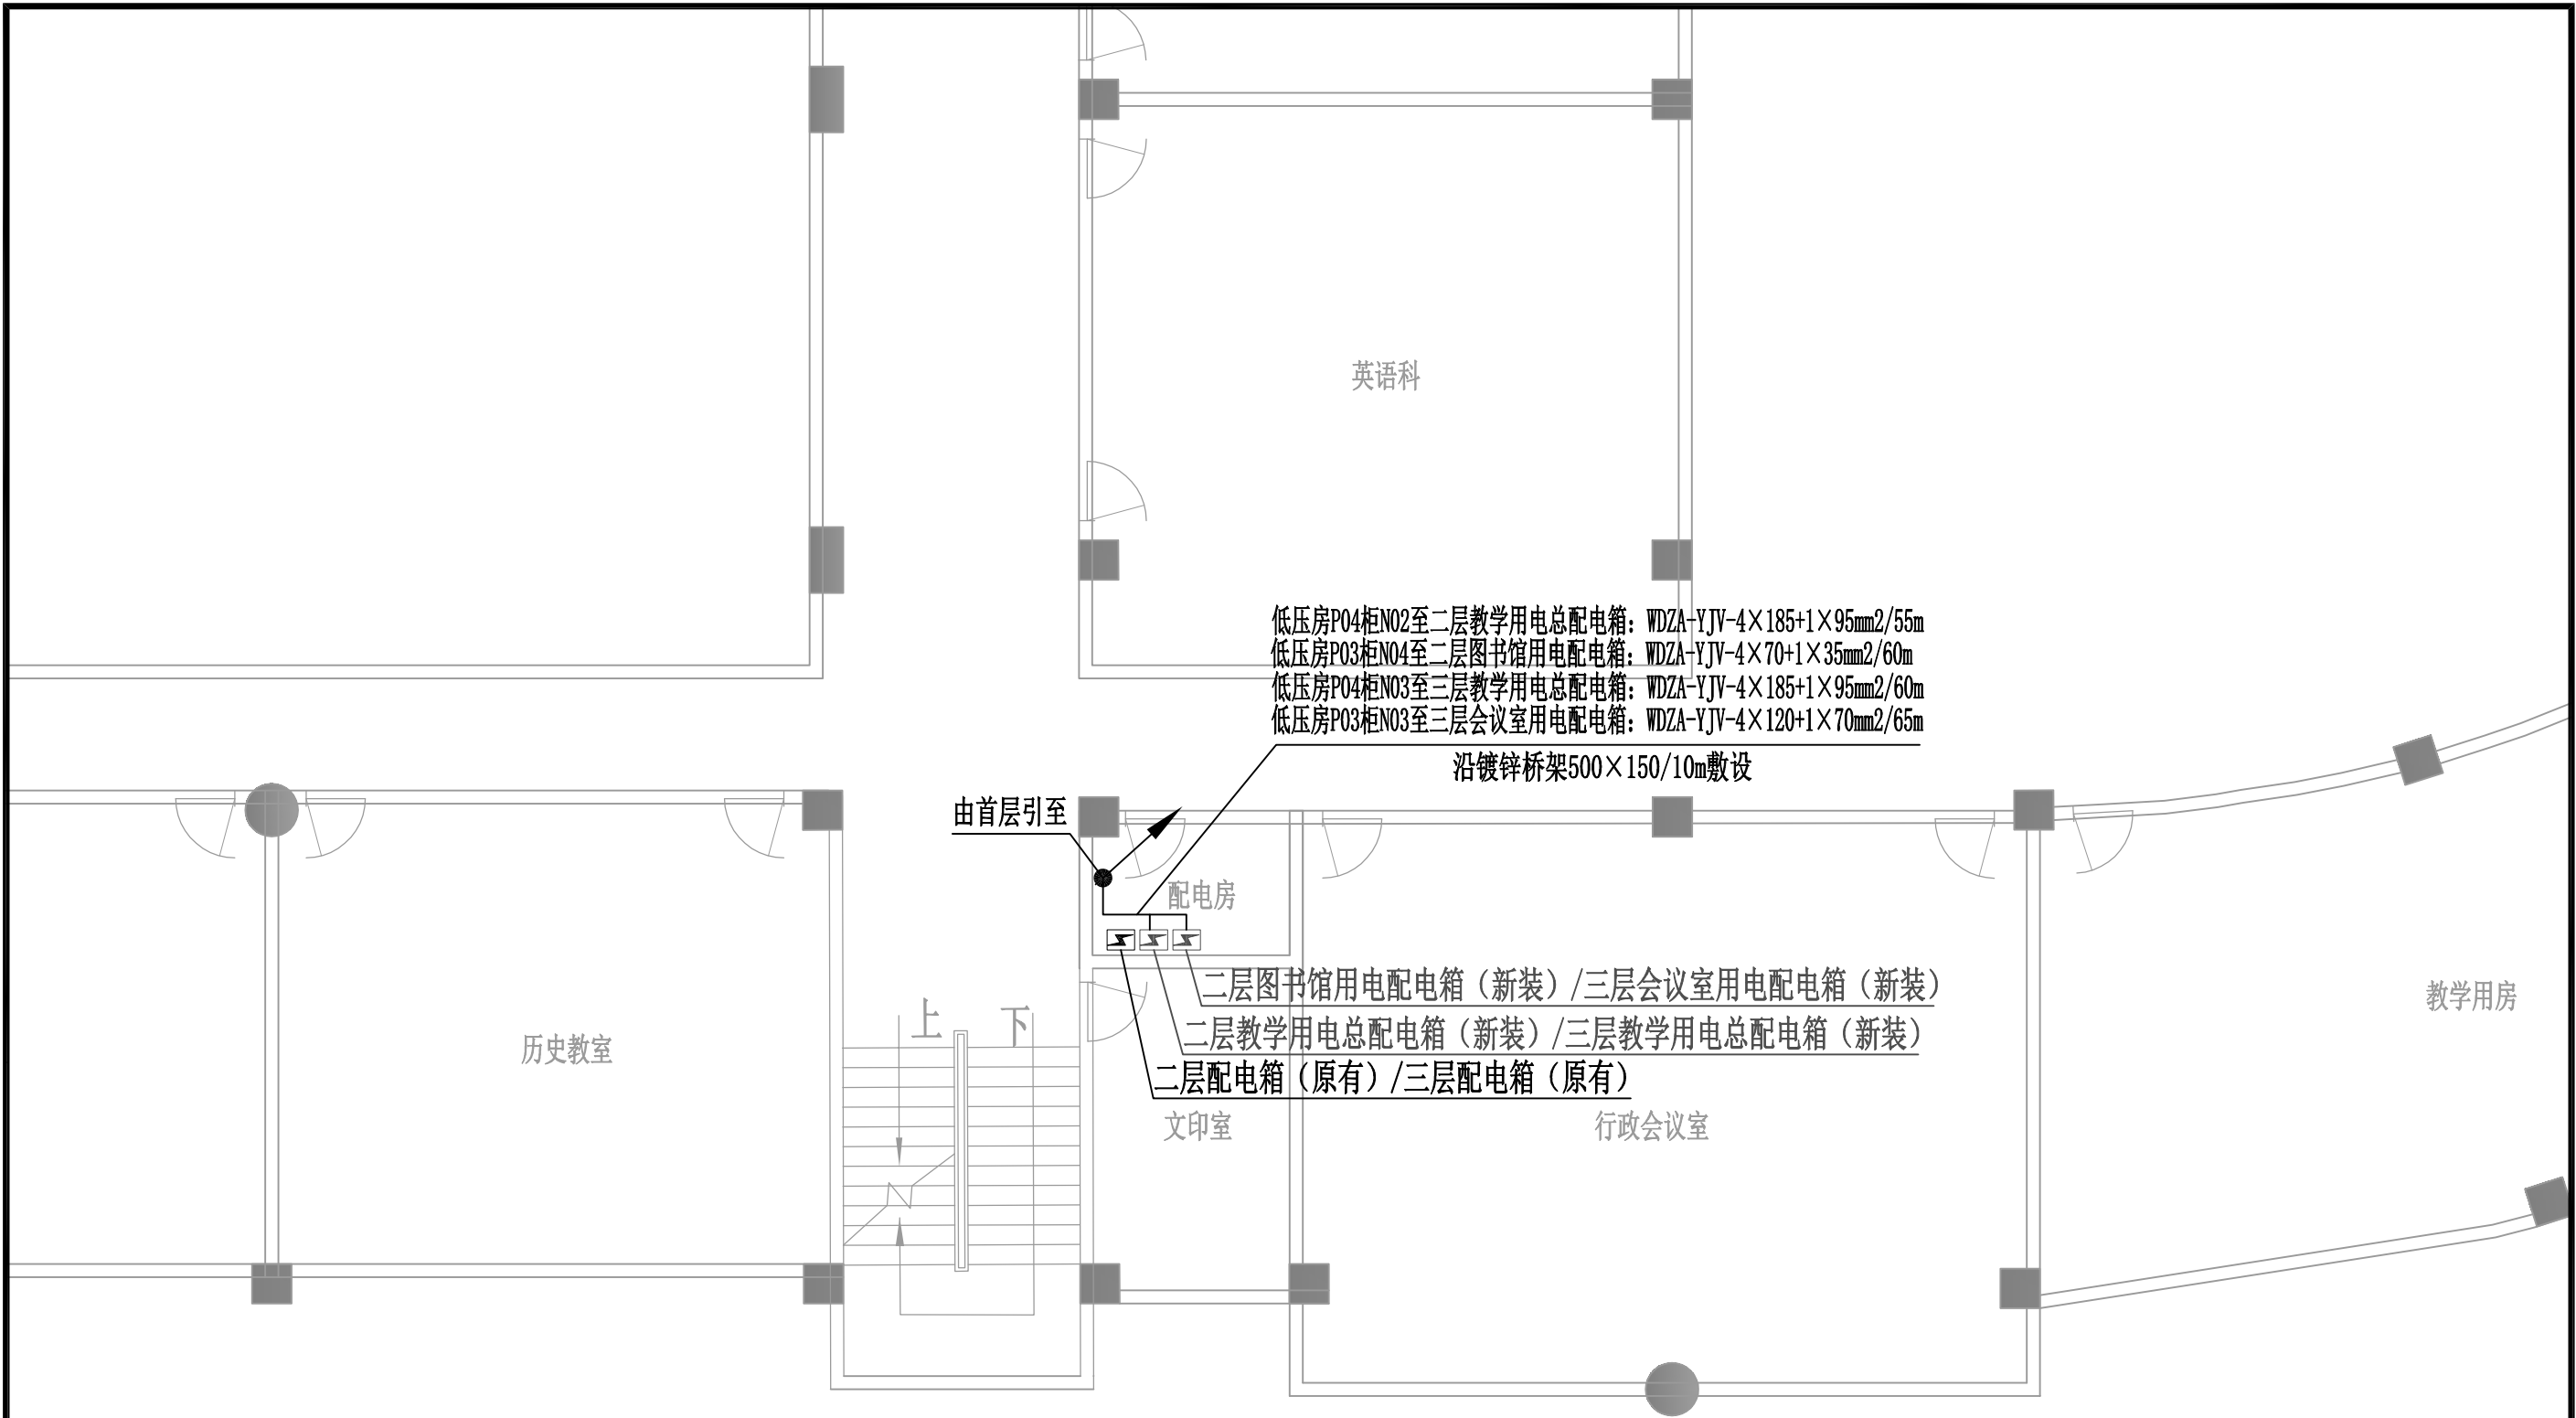 英语科
低压房P04柜N02至二层教学用电总配电箱：WDZA-YJV-4×185+1×95mm2/55m
低压房P03柜N04至二层图书馆用电配电箱：WDZA-YJV-4×70+1×35mm2/60m
低压房P04柜N03至三层教学用电总配电箱：WDZA-YJV-4×185+1×95mm2/60m
低压房P03柜N03至三层会议室用电配电箱：WDZA-YJV-4×120+1×70mm2/65m
沿镀锌桥架500×150/10m敷设
由首层引至
配电房
二层图书馆用电配电箱（新装）/三层会议室用电配电箱（新装）
教学用房
上 下
二层教学用电总配电箱（新装）/三层教学用电总配电箱（新装）
历史教室
二层配电箱（原有）/三层配电箱（原有）
文印室
行政会议室